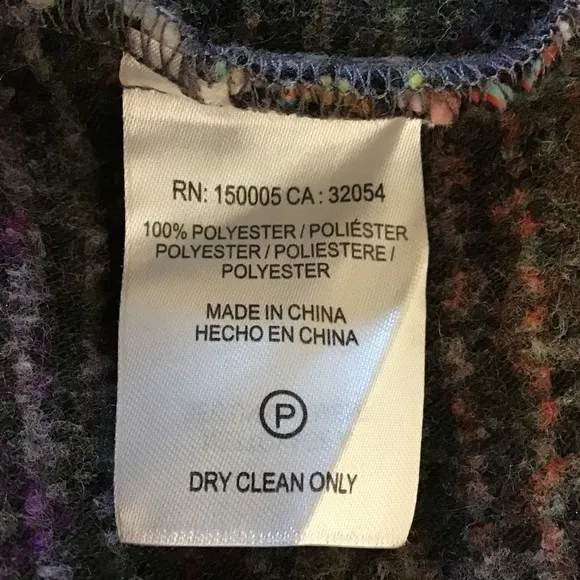 RN: 150005 CA : 32054
100% POLYESTER / POLIÉSTER
POLYESTER / POLIESTERE /
POLYESTER
MADE IN CHINA
HECHO EN CHINA
P
DRY CLEAN ONLY